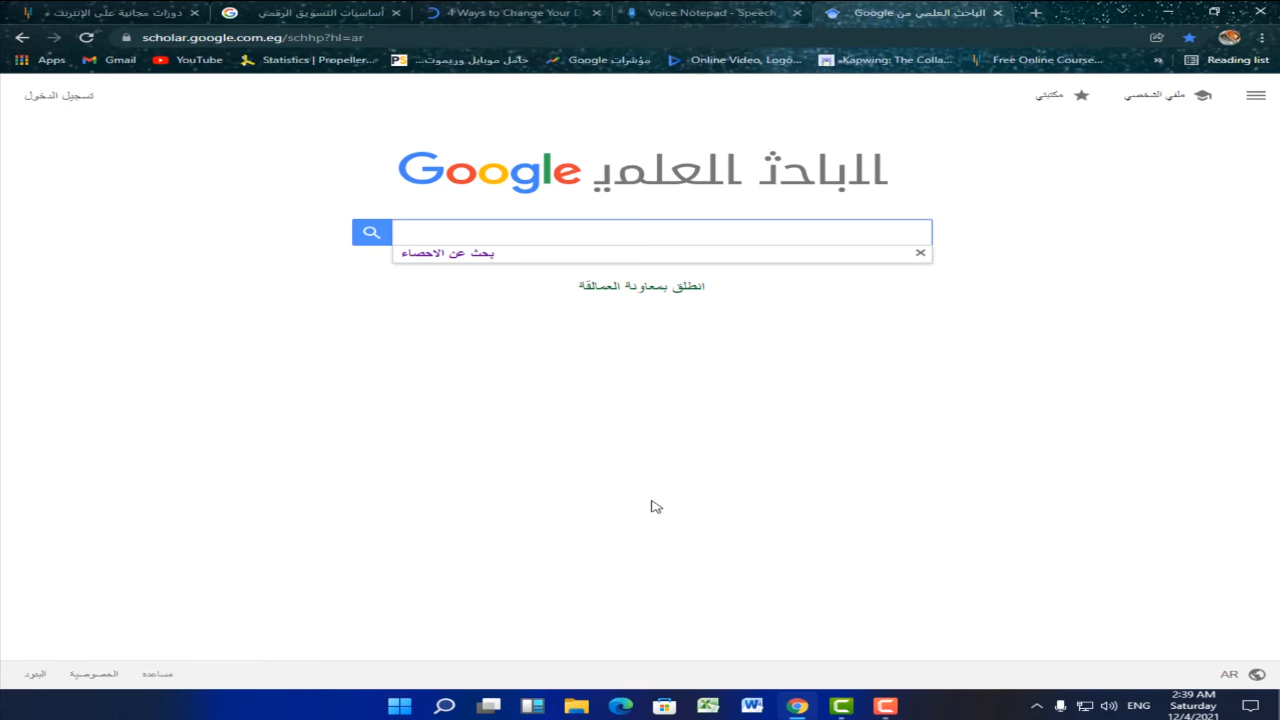 دورات مجانية على الإنترنت
أساسيات التسويق الرقمي
4 Ways to Change Your D
Voice Notepad - Speech
الباحث العلمي من Google
scholar.google.com.eg/schhp?hl=ar
Apps
Gmail
YouTube
Statistics | Propeller...
حامل موبايل وريموت...
مؤشرات Google
Online Video, Logo...
Kapwing: The Colla...
Free Online Course...
»
Reading list
تسجيل الدخول
مكتبتي
ملفي الشخصي
الباحث العلمي Google
بحث عن الاحصاء
انطلق بمعاونة العمالقة
البنود
الخصوصية
مساعدة
AR
ENG
2:39 AM
Saturday
12/4/2021